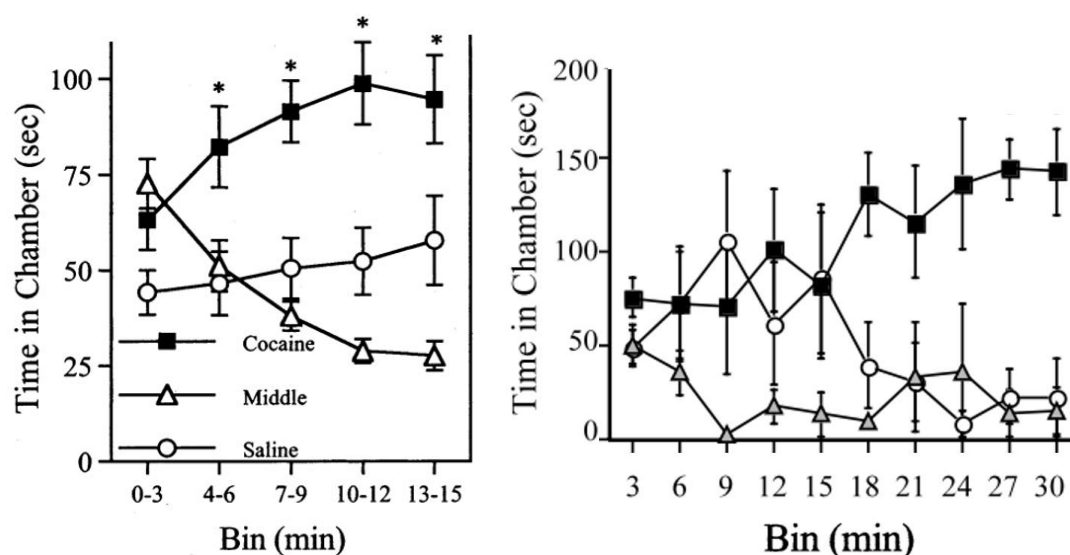 Time in Chamber (sec)
100
75
50
25
0
* * * * *
Cocaine
Middle
Saline
0-3 4-6 7-9 10-12 13-15
Bin (min)
Time in Chamber (sec)
200
150
100
50
0
3 6 9 12 15 18 21 24 27 30
Bin (min)